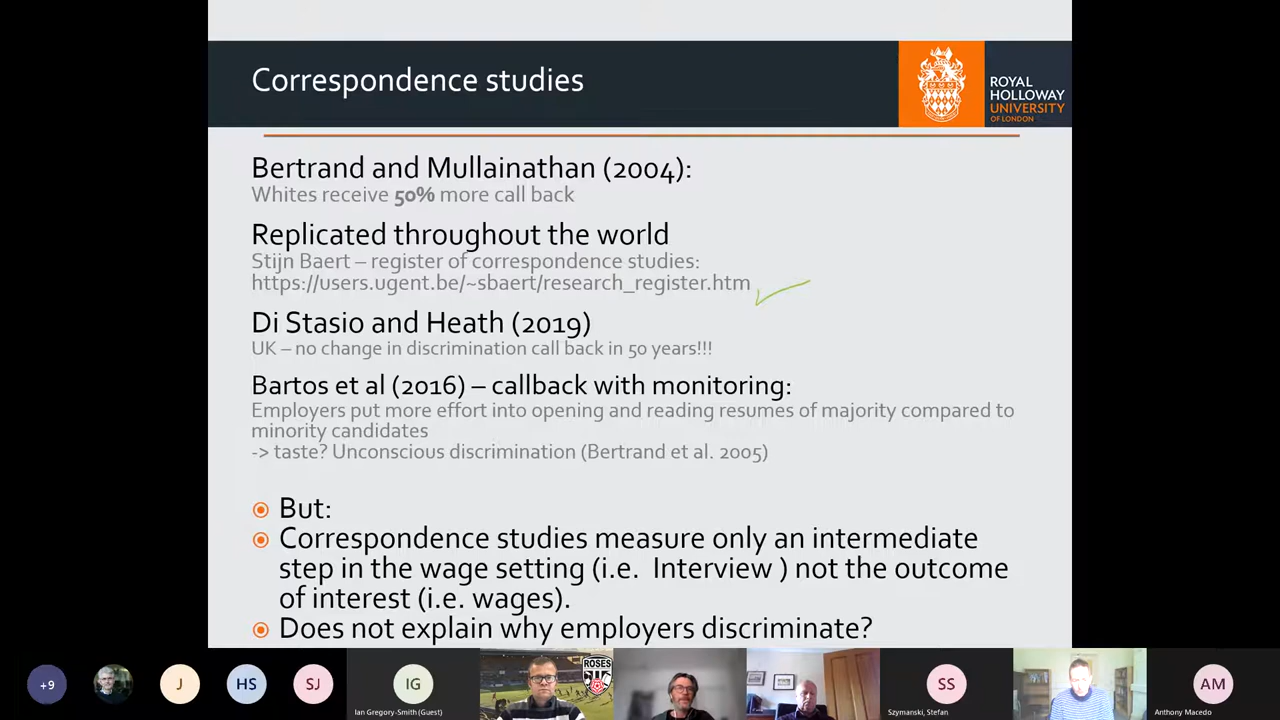 Correspondence studies
ROYAL
HOLLOWAY
UNIVERSITY
OF LONDON
Bertrand and Mullainathan (2004):
Whites receive 50% more call back
Replicated throughout the world
Stijn Baert – register of correspondence studies:
https://users.ugent.be/~sbaert/research_register.htm
Di Stasio and Heath (2019)
UK – no change in discrimination call back in 50 years!!!
Bartos et al (2016) – callback with monitoring:
Employers put more effort into opening and reading resumes of majority compared to
minority candidates
-> taste? Unconscious discrimination (Bertrand et al. 2005)
But:
Correspondence studies measure only an intermediate
step in the wage setting (i.e. Interview ) not the outcome
of interest (i.e. wages).
Does not explain why employers discriminate?
+9
J
HS
SJ
IG
Ian Gregory-Smith (Guest)
ROSES
SS
Szymanski, Stefan
AM
Anthony Macedo